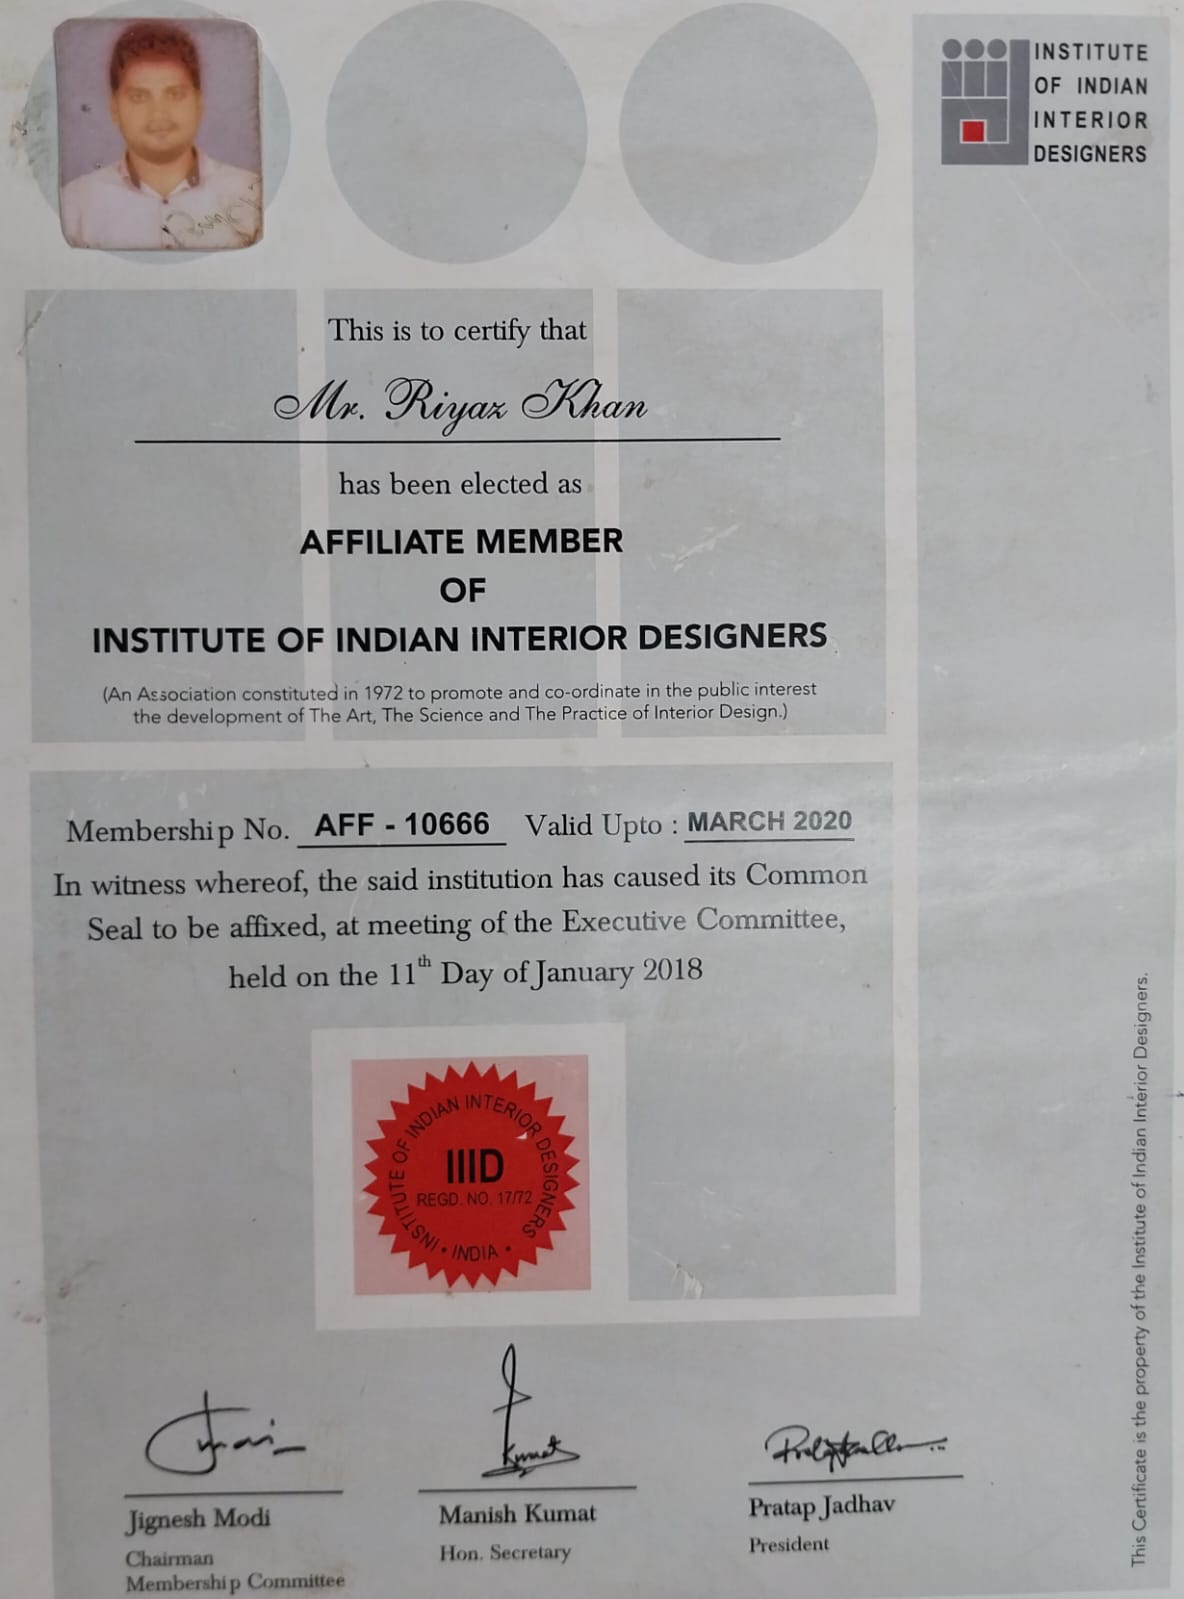 INSTITUTE
OF INDIAN
INTERIOR
DESIGNERS
This is to certify that
Mr. Riyaz Khan
has been elected as
AFFILIATE MEMBER
OF
INSTITUTE OF INDIAN INTERIOR DESIGNERS
(An Association constituted in 1972 to promote and co-ordinate in the public interest
the development of The Art, The Science and The Practice of Interior Design.)
Membership No. AFF - 10666 Valid Upto : MARCH 2020
In witness whereof, the said institution has caused its Common
Seal to be affixed, at meeting of the Executive Committee,
held on the 11th Day of January 2018
INSTITUTE OF INDIAN INTERIOR DESIGNERS
IIID
REGD. NO. 17/72
• INDIA •
Kumat
Jignesh Modi
Chairman
Membership Committee
Manish Kumat
Hon. Secretary
Pratap Jadhav
President
This Certificate is the property of the Institute of Indian Interior Designers.